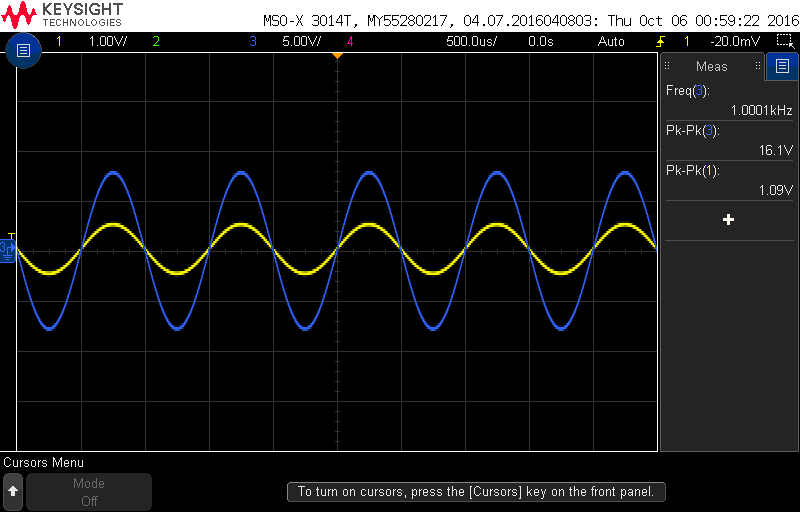 KEYSIGHT
TECHNOLOGIES
MSO-X 3014T, MY55280217, 04.07.2016040803: Thu Oct 06 00:59:22 2016
1 1.00V/ 2 3 5.00V/ 4 500.0us/ 0.0s Auto 1 -20.0mV
Meas
Freq(3):
1.0001kHz
Pk-Pk(3):
16.1V
Pk-Pk(1):
1.09V
T
3
Cursors Menu
Mode
Off
To turn on cursors, press the [Cursors] key on the front panel.